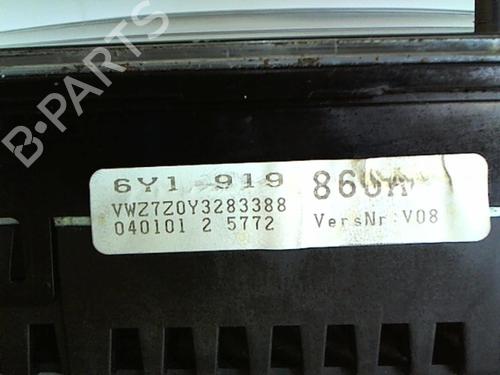 B-PARTS
6Y1 919 860A
VWZ7Z0Y3283388
040101 2 5772 VersNr:V08